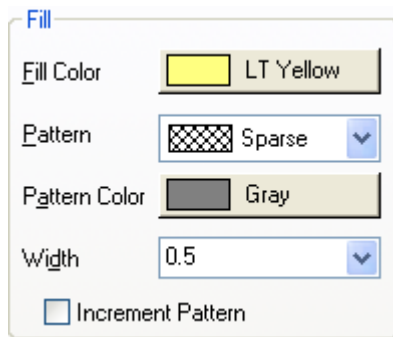 Fill
Fill Color LT Yellow
Pattern Sparse
Pattern Color Gray
Width 0.5
Increment Pattern